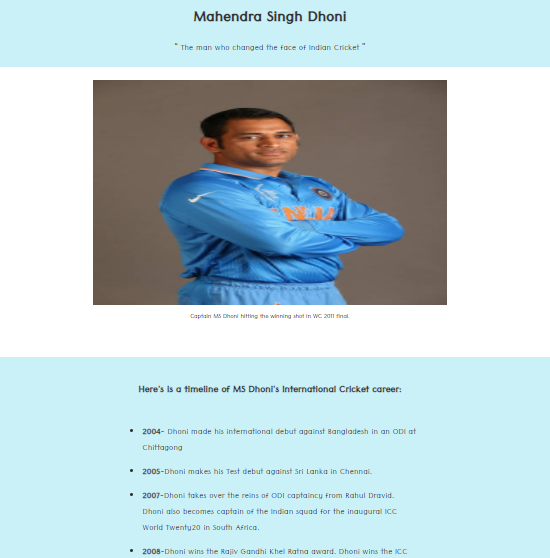 Mahendra Singh Dhoni
" The man who changed the face of Indian Cricket "
Captain MS Dhoni hitting the winning shot in WC 2011 final.
Here's is a timeline of MS Dhoni's International Cricket career:
2004- Dhoni made his international debut against Bangladesh in an ODI at
Chittagong
2005-Dhoni makes his Test debut against Sri Lanka in Chennai.
2007-Dhoni takes over the reins of ODI captaincy from Rahul Dravid.
Dhoni also becomes captain of the Indian squad for the inaugural ICC
World Twenty20 in South Africa.
2008-Dhoni wins the Rajiv Gandhi Khel Ratna award. Dhoni wins the ICC